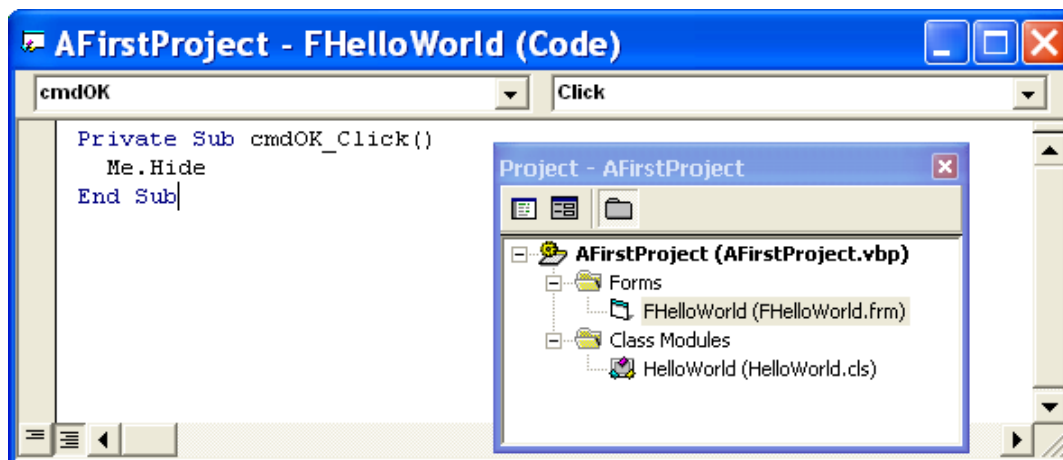 AFirstProject - FHelloWorld (Code)
cmdOK Click
Private Sub cmdOK_Click()
Me.Hide
End Sub
Project - AFirstProject
AFirstProject (AFirstProject.vbp)
Forms
FHelloWorld (FHelloWorld.frm)
Class Modules
HelloWorld (HelloWorld.cls)